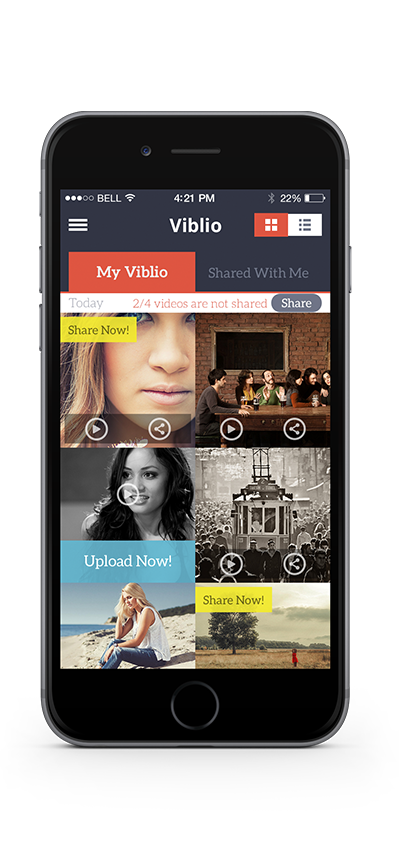 BELL 4:21 PM 22%
Viblio
My Viblio Shared With Me
Today 2/4 videos are not shared Share
Share Now!
Upload Now!
Share Now!